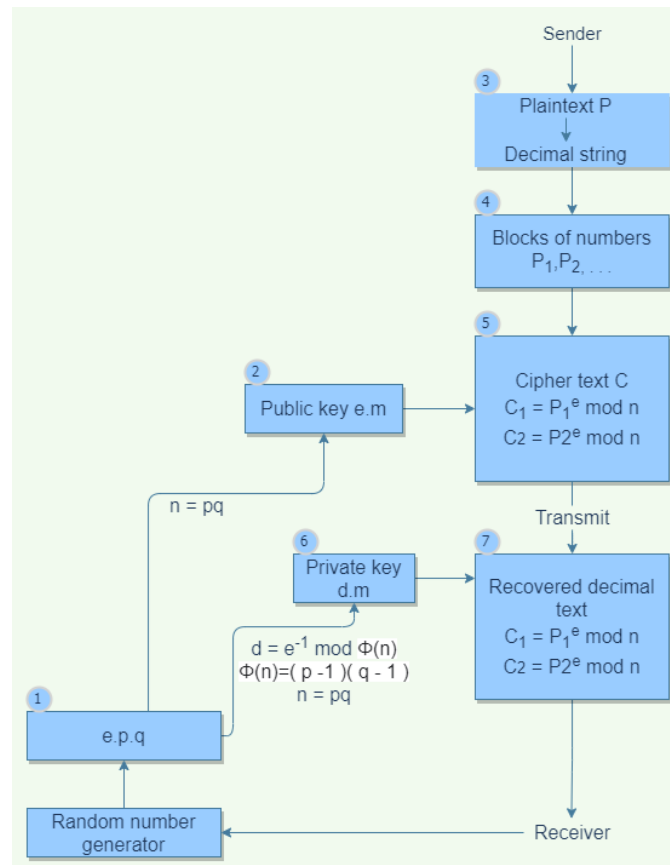 Sender
3
Plaintext P
Decimal string
4
Blocks of numbers
P₁,P₂, . . .
5
Cipher text C
C₁ = P₁ᵉ mod n
C2 = P2ᵉ mod n
2
Public key e.m
n = pq
Transmit
6
Private key
d.m
7
Recovered decimal
text
C₁ = P₁ᵉ mod n
C2 = P2ᵉ mod n
d = e⁻¹ mod Φ(n)
Φ(n)=( p -1 )( q - 1 )
n = pq
1
e.p.q
Random number
generator
Receiver